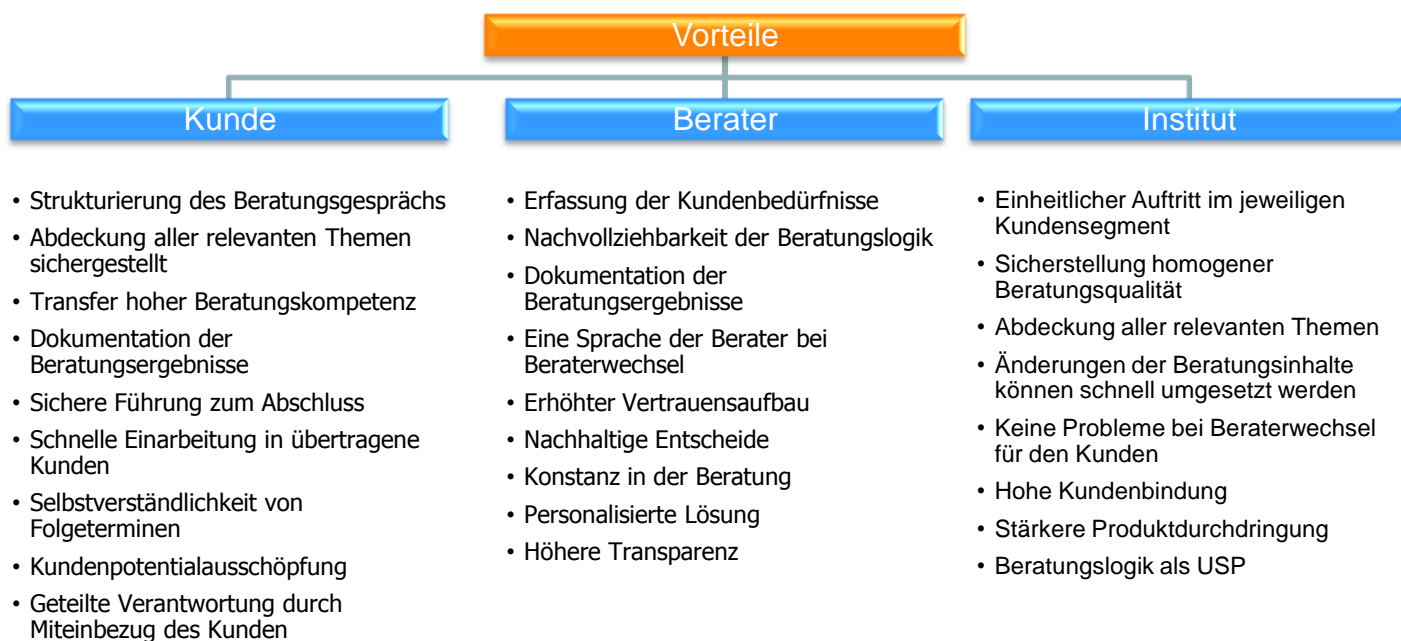 Vorteile
Kunde
• Strukturierung des Beratungsgesprächs
• Abdeckung aller relevanten Themen
sichergestellt
• Transfer hoher Beratungskompetenz
• Dokumentation der
Beratungsergebnisse
• Sichere Führung zum Abschluss
• Schnelle Einarbeitung in übertragene
Kunden
• Selbstverständlichkeit von
Folgeterminen
• Kundenpotentialausschöpfung
• Geteilte Verantwortung durch
Miteinbezug des Kunden
Berater
• Erfassung der Kundenbedürfnisse
• Nachvollziehbarkeit der Beratungslogik
• Dokumentation der
Beratungsergebnisse
• Eine Sprache der Berater bei
Beraterwechsel
• Erhöhter Vertrauensaufbau
• Nachhaltige Entscheide
• Konstanz in der Beratung
• Personalisierte Lösung
• Höhere Transparenz
Institut
• Einheitlicher Auftritt im jeweiligen
Kundensegment
• Sicherstellung homogener
Beratungsqualität
• Abdeckung aller relevanten Themen
• Änderungen der Beratungsinhalte
können schnell umgesetzt werden
• Keine Probleme bei Beraterwechsel
für den Kunden
• Hohe Kundenbindung
• Stärkere Produktdurchdringung
• Beratungslogik als USP